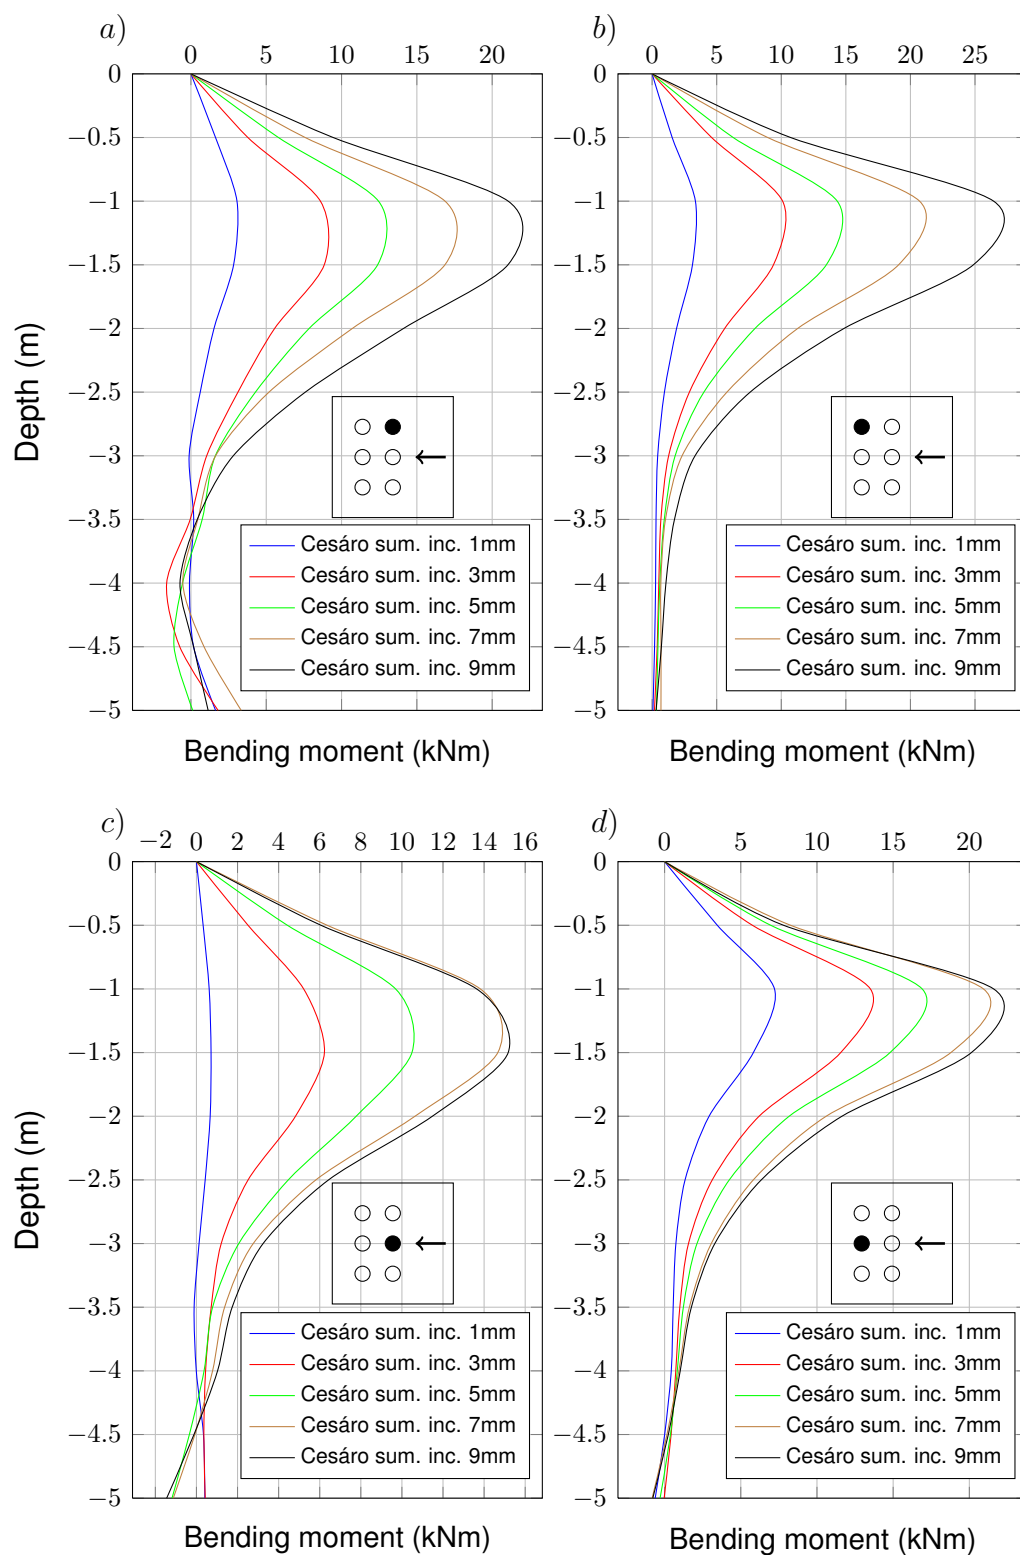 a)
0 5 10 15 20
0
−0.5
−1
−1.5
−2
−2.5
−3
−3.5
−4
−4.5
−5
Depth (m)
Cesáro sum. inc. 1mm
Cesáro sum. inc. 3mm
Cesáro sum. inc. 5mm
Cesáro sum. inc. 7mm
Cesáro sum. inc. 9mm
Bending moment (kNm)
b)
0 5 10 15 20 25
0
−0.5
−1
−1.5
−2
−2.5
−3
−3.5
−4
−4.5
−5
Cesáro sum. inc. 1mm
Cesáro sum. inc. 3mm
Cesáro sum. inc. 5mm
Cesáro sum. inc. 7mm
Cesáro sum. inc. 9mm
Bending moment (kNm)
c)
−2 0 2 4 6 8 10 12 14 16
0
−0.5
−1
−1.5
−2
−2.5
−3
−3.5
−4
−4.5
−5
Depth (m)
Cesáro sum. inc. 1mm
Cesáro sum. inc. 3mm
Cesáro sum. inc. 5mm
Cesáro sum. inc. 7mm
Cesáro sum. inc. 9mm
Bending moment (kNm)
d)
0 5 10 15 20
0
−0.5
−1
−1.5
−2
−2.5
−3
−3.5
−4
−4.5
−5
Cesáro sum. inc. 1mm
Cesáro sum. inc. 3mm
Cesáro sum. inc. 5mm
Cesáro sum. inc. 7mm
Cesáro sum. inc. 9mm
Bending moment (kNm)